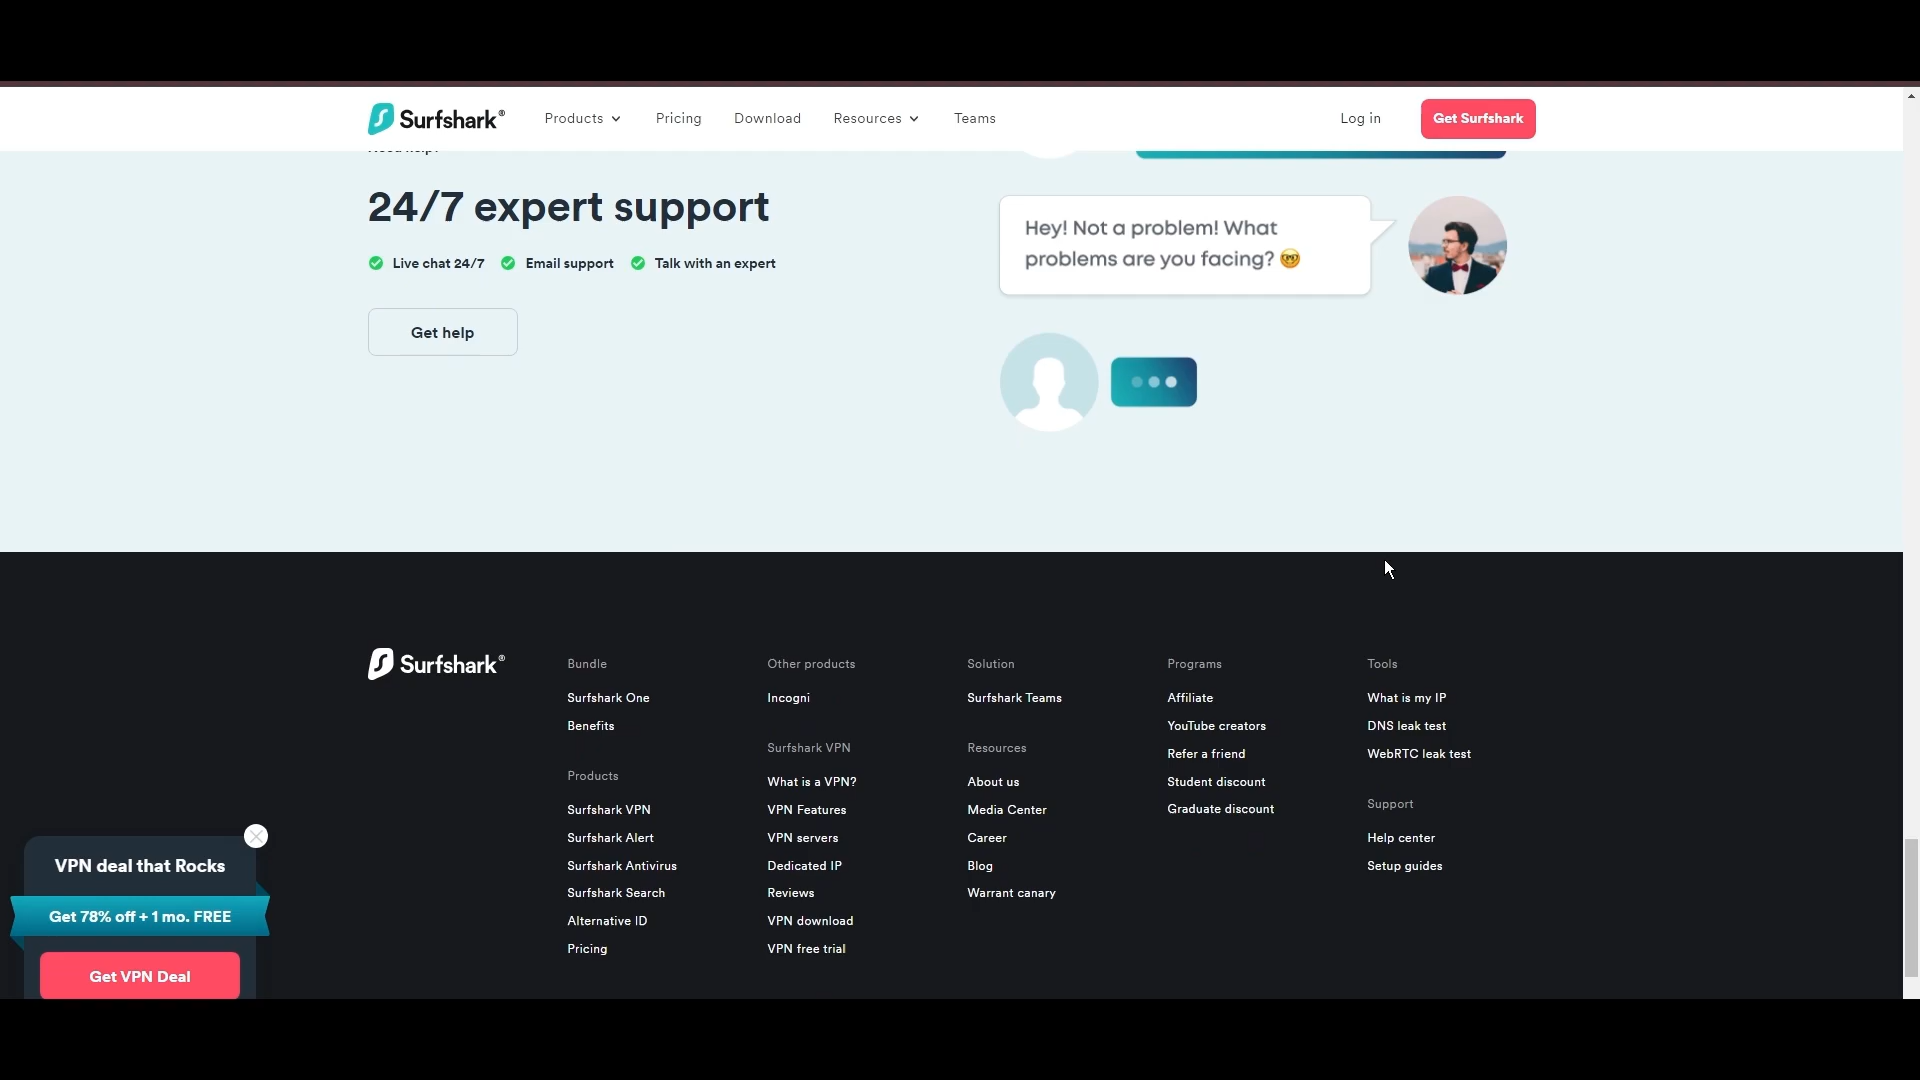 Surfshark®
Products
Pricing
Download
Resources
Teams
Log in
Get Surfshark
Need help?
24/7 expert support
Live chat 24/7
Email support
Talk with an expert
Get help
Hey! Not a problem! What
problems are you facing? 🤓
Surfshark®
Bundle
Surfshark One
Benefits
Products
Surfshark VPN
Surfshark Alert
Surfshark Antivirus
Surfshark Search
Alternative ID
Pricing
Other products
Incogni
Surfshark VPN
What is a VPN?
VPN Features
VPN servers
Dedicated IP
Reviews
VPN download
VPN free trial
Solution
Surfshark Teams
Resources
About us
Media Center
Career
Blog
Warrant canary
Programs
Affiliate
YouTube creators
Refer a friend
Student discount
Graduate discount
Tools
What is my IP
DNS leak test
WebRTC leak test
Support
Help center
Setup guides
VPN deal that Rocks
Get 78% off + 1 mo. FREE
Get VPN Deal